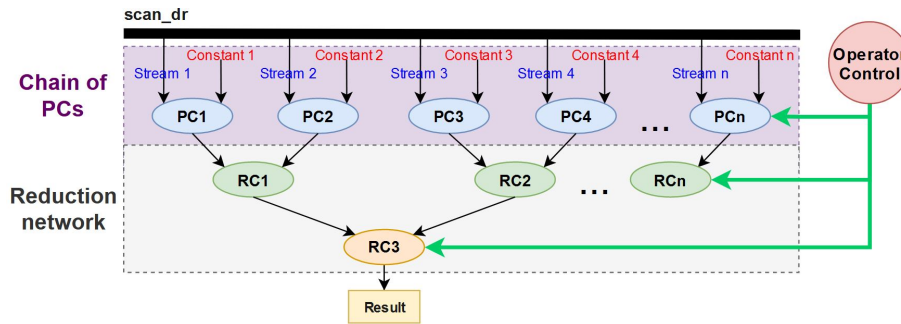 scan_dr
Constant 1
Constant 2
Constant 3
Constant 4
Constant n
Stream 1
Stream 2
Stream 3
Stream 4
Stream n
Operator
Control
Chain of
PCs
PC1
PC2
PC3
PC4
...
PCn
RC1
RC2
...
RCn
Reduction
network
RC3
Result